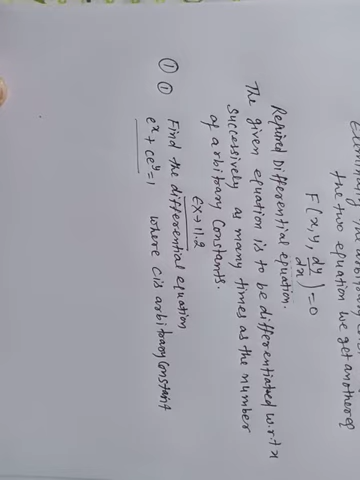 the two equation we get another eq
F(x, y, dy/dx) = 0
Requird Differential equation.
The given equation is to be differentiated w.r.t x
successively as many times as the number
of arbitrary Constants.
Ex → 11.2
① ① Find the differential equation
e^x + ce^y = 1 where C is arbitrary Constant